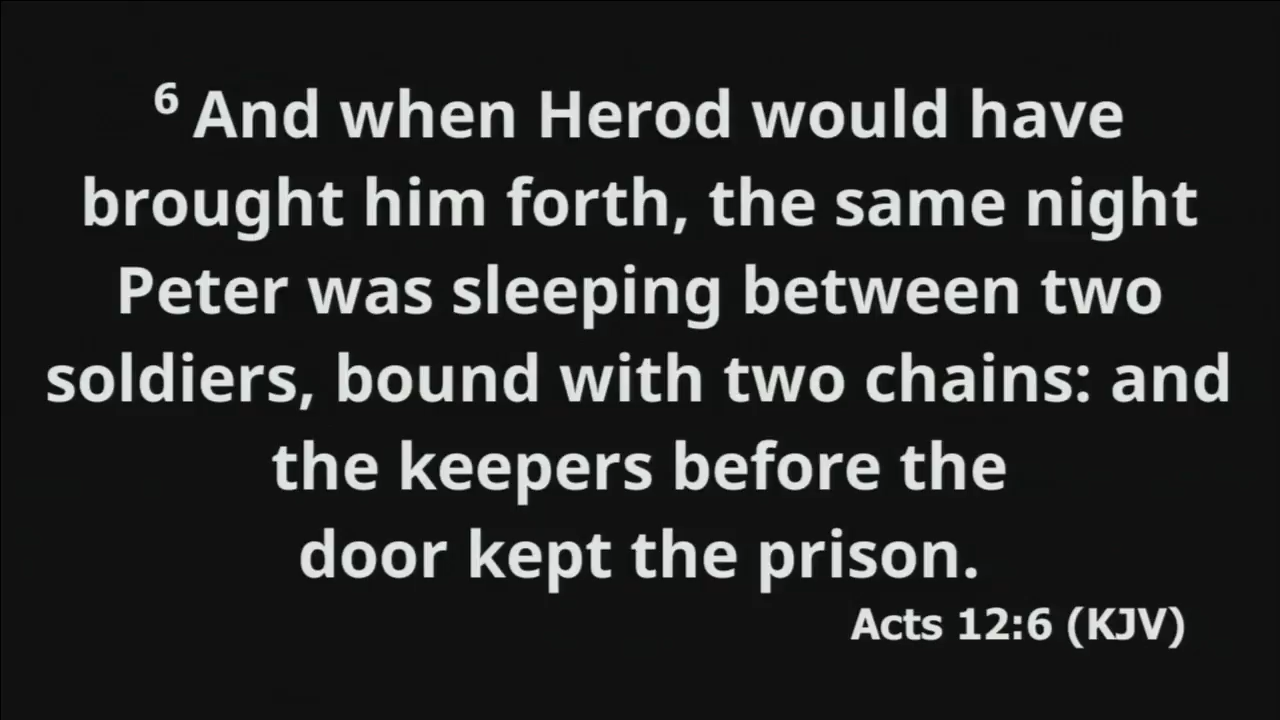 6 And when Herod would have
brought him forth, the same night
Peter was sleeping between two
soldiers, bound with two chains: and
the keepers before the
door kept the prison.
Acts 12:6 (KJV)